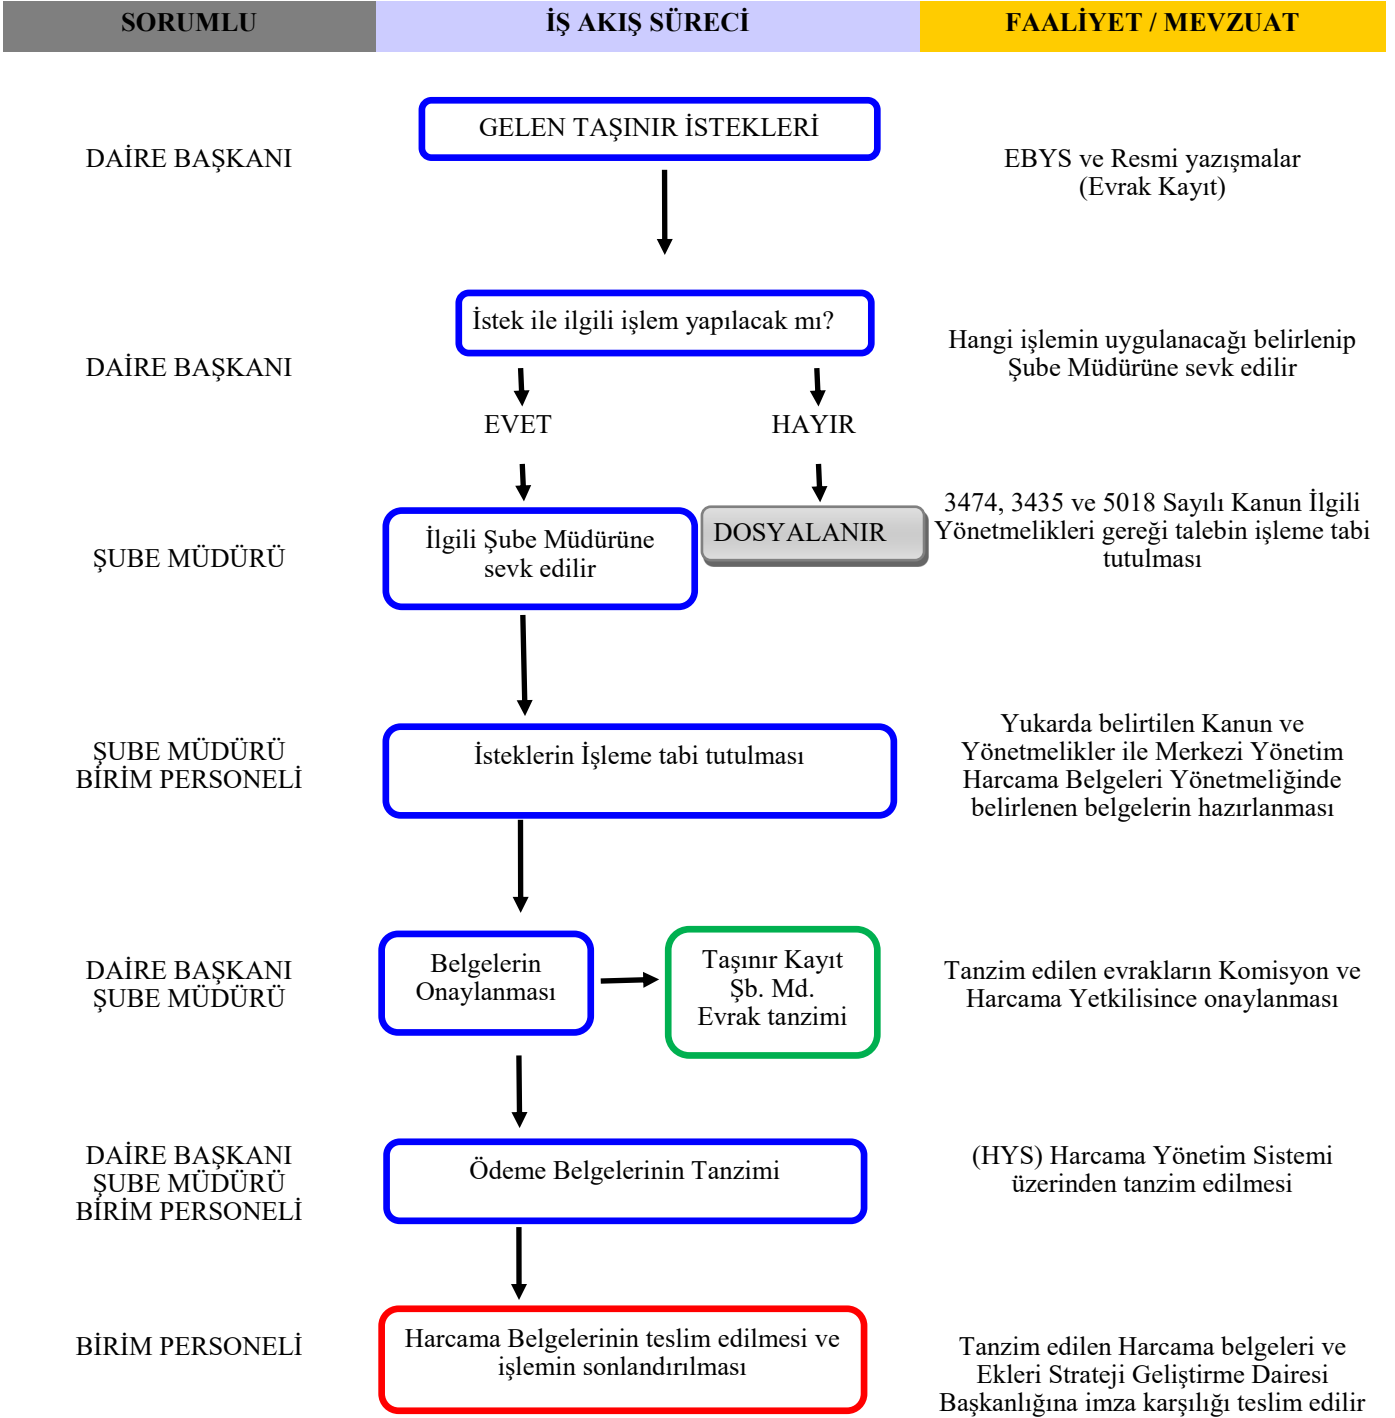 SORUMLU
İŞ AKIŞ SÜRECİ
FAALİYET / MEVZUAT
DAİRE BAŞKANI
GELEN TAŞINIR İSTEKLERİ
EBYS ve Resmi yazışmalar
(Evrak Kayıt)
DAİRE BAŞKANI
İstek ile ilgili işlem yapılacak mı?
Hangi işlemin uygulanacağı belirlenip
Şube Müdürüne sevk edilir
EVET
HAYIR
ŞUBE MÜDÜRÜ
İlgili Şube Müdürüne
sevk edilir
DOSYALANIR
3474, 3435 ve 5018 Sayılı Kanun İlgili
Yönetmelikleri gereği talebin işleme tabi
tutulması
ŞUBE MÜDÜRÜ
BİRİM PERSONELİ
İsteklerin İşleme tabi tutulması
Yukarda belirtilen Kanun ve
Yönetmelikler ile Merkezi Yönetim
Harcama Belgeleri Yönetmeliğinde
belirlenen belgelerin hazırlanması
DAİRE BAŞKANI
ŞUBE MÜDÜRÜ
Belgelerin
Onaylanması
Taşınır Kayıt
Şb. Md.
Evrak tanzimi
Tanzim edilen evrakların Komisyon ve
Harcama Yetkilisince onaylanması
DAİRE BAŞKANI
ŞUBE MÜDÜRÜ
BİRİM PERSONELİ
Ödeme Belgelerinin Tanzimi
(HYS) Harcama Yönetim Sistemi
üzerinden tanzim edilmesi
BİRİM PERSONELİ
Harcama Belgelerinin teslim edilmesi ve
işlemin sonlandırılması
Tanzim edilen Harcama belgeleri ve
Ekleri Strateji Geliştirme Dairesi
Başkanlığına imza karşılığı teslim edilir